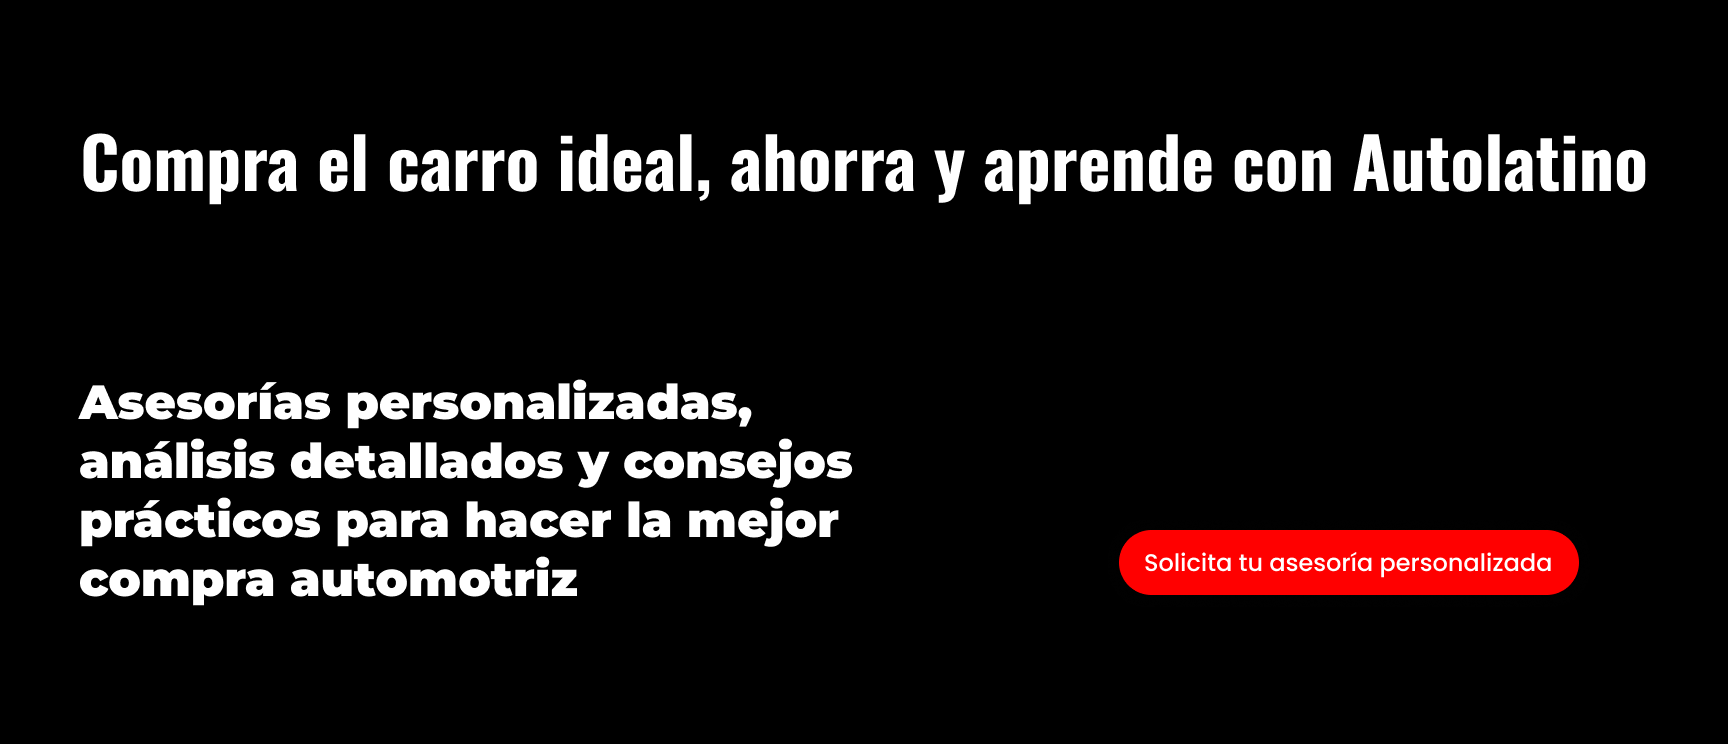 Compra el carro ideal, ahorra y aprende con Autolatino
Asesorías personalizadas,
análisis detallados y consejos
prácticos para hacer la mejor
compra automotriz
Solicita tu asesoría personalizada